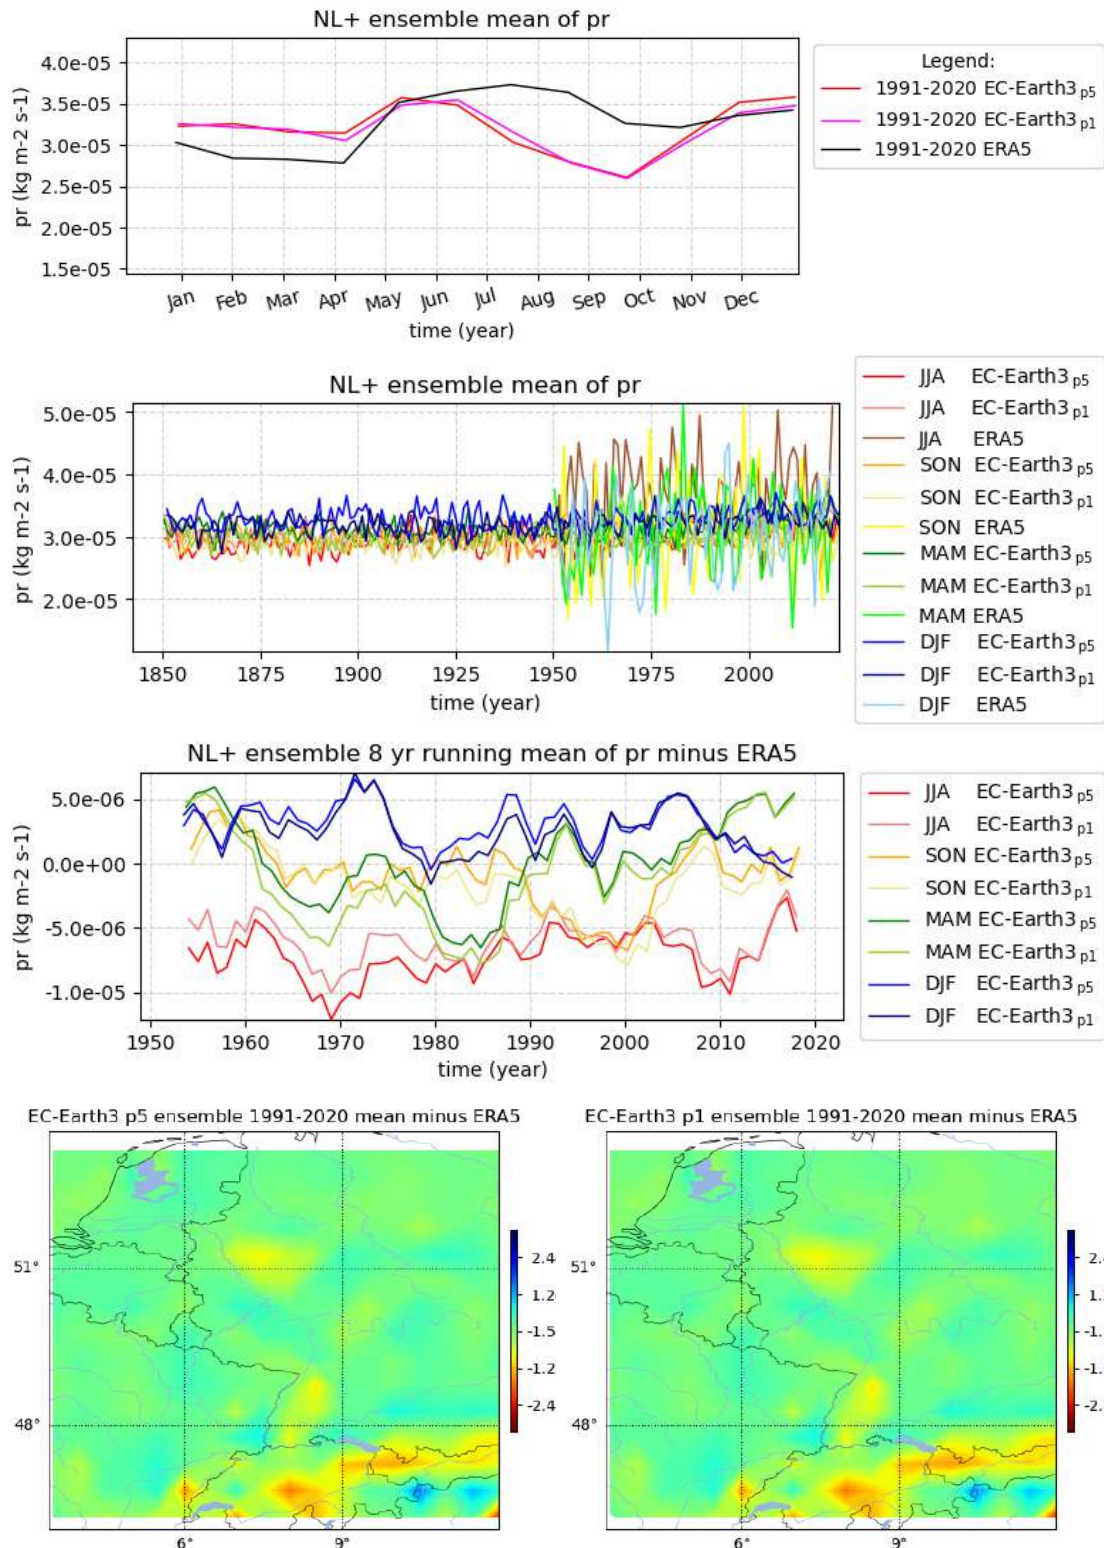 NL+ ensemble mean of pr
4.0e-05
3.5e-05
3.0e-05
2.5e-05
2.0e-05
1.5e-05
pr (kg m-2 s-1)
Jan Feb Mar Apr May Jun Jul Aug Sep Oct Nov Dec
time (year)
Legend:
1991-2020 EC-Earth3 p5
1991-2020 EC-Earth3 p1
1991-2020 ERA5
NL+ ensemble mean of pr
5.0e-05
4.0e-05
3.0e-05
2.0e-05
pr (kg m-2 s-1)
1850 1875 1900 1925 1950 1975 2000
time (year)
JJA EC-Earth3 p5
JJA EC-Earth3 p1
JJA ERA5
SON EC-Earth3 p5
SON EC-Earth3 p1
SON ERA5
MAM EC-Earth3 p5
MAM EC-Earth3 p1
MAM ERA5
DJF EC-Earth3 p5
DJF EC-Earth3 p1
DJF ERA5
NL+ ensemble 8 yr running mean of pr minus ERA5
5.0e-06
0.0e+00
-5.0e-06
-1.0e-05
pr (kg m-2 s-1)
1950 1960 1970 1980 1990 2000 2010 2020
time (year)
JJA EC-Earth3 p5
JJA EC-Earth3 p1
SON EC-Earth3 p5
SON EC-Earth3 p1
MAM EC-Earth3 p5
MAM EC-Earth3 p1
DJF EC-Earth3 p5
DJF EC-Earth3 p1
EC-Earth3 p5 ensemble 1991-2020 mean minus ERA5
51°
48°
6° 9°
2.4
1.2
-1.5
-1.2
-2.4
EC-Earth3 p1 ensemble 1991-2020 mean minus ERA5
51°
48°
6° 9°
2.
1.
-1.
-1.
-2.